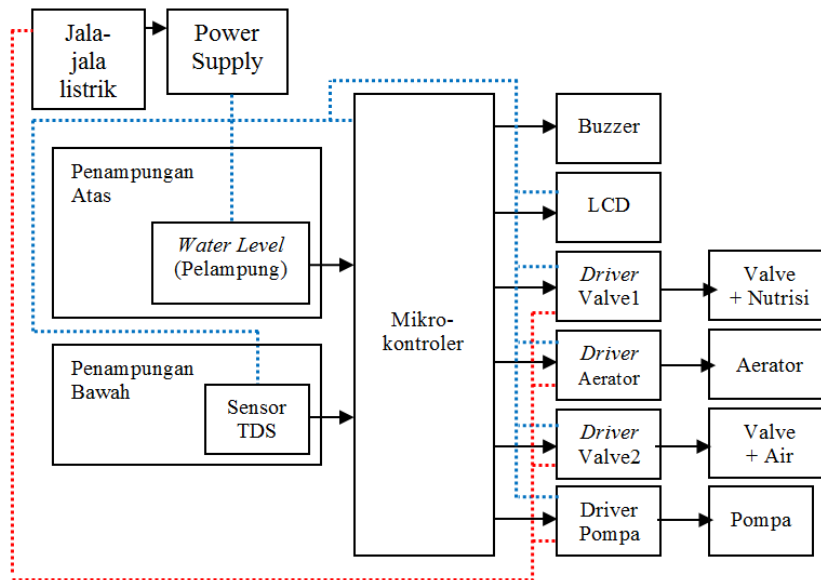 Jala-
jala
listrik
Power
Supply
Penampungan
Atas
Water Level
(Pelampung)
Penampungan
Bawah
Sensor
TDS
Mikro-
kontroler
Buzzer
LCD
Driver
Valve1
Valve
+ Nutrisi
Driver
Aerator
Aerator
Driver
Valve2
Valve
+ Air
Driver
Pompa
Pompa